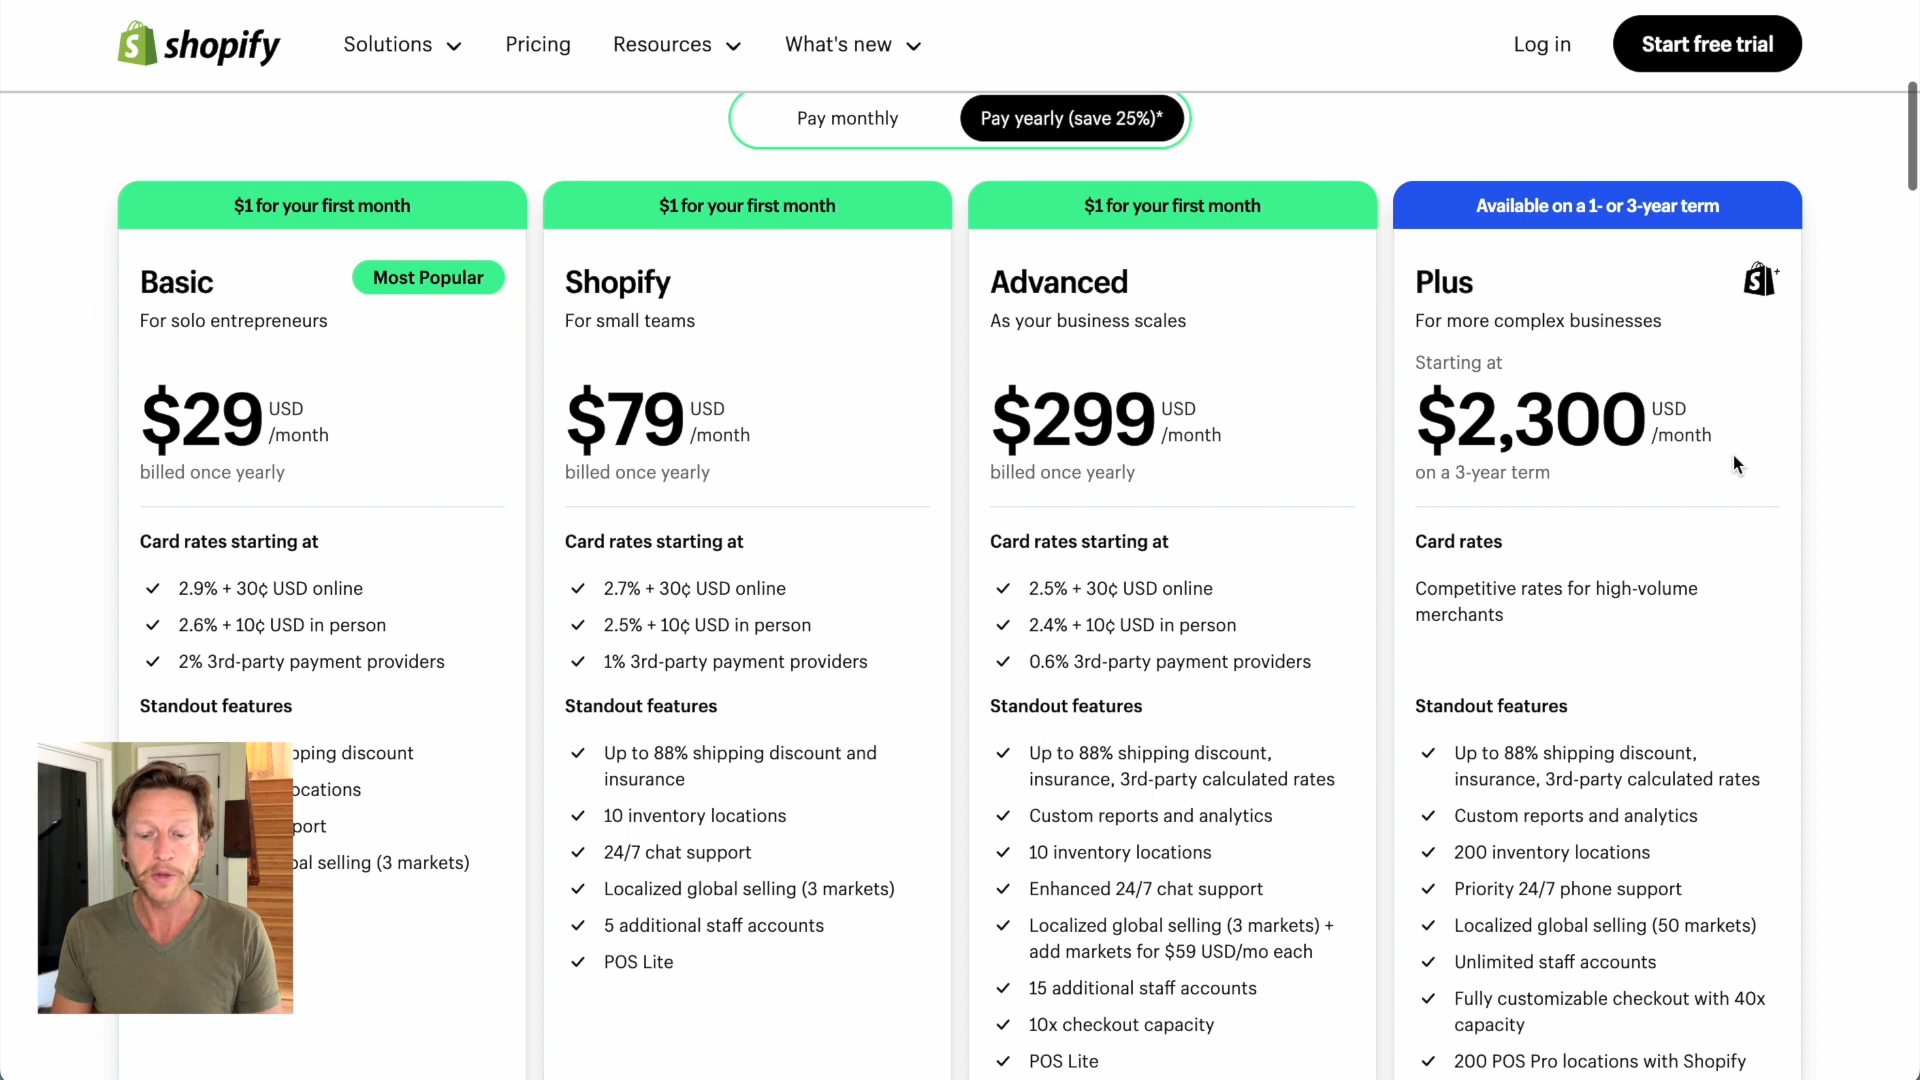 shopify
Solutions
Pricing
Resources
What's new
Log in
Start free trial
Pay monthly
Pay yearly (save 25%)*
$1 for your first month
Basic
Most Popular
For solo entrepreneurs
$29 USD
/month
billed once yearly
Card rates starting at
2.9% + 30¢ USD online
2.6% + 10¢ USD in person
2% 3rd-party payment providers
Standout features
pping discount
ocations
port
bal selling (3 markets)
$1 for your first month
Shopify
For small teams
$79 USD
/month
billed once yearly
Card rates starting at
2.7% + 30¢ USD online
2.5% + 10¢ USD in person
1% 3rd-party payment providers
Standout features
Up to 88% shipping discount and
insurance
10 inventory locations
24/7 chat support
Localized global selling (3 markets)
5 additional staff accounts
POS Lite
$1 for your first month
Advanced
As your business scales
$299 USD
/month
billed once yearly
Card rates starting at
2.5% + 30¢ USD online
2.4% + 10¢ USD in person
0.6% 3rd-party payment providers
Standout features
Up to 88% shipping discount,
insurance, 3rd-party calculated rates
Custom reports and analytics
10 inventory locations
Enhanced 24/7 chat support
Localized global selling (3 markets) +
add markets for $59 USD/mo each
15 additional staff accounts
10x checkout capacity
POS Lite
Available on a 1- or 3-year term
Plus
For more complex businesses
Starting at
$2,300 USD
/month
on a 3-year term
Card rates
Competitive rates for high-volume
merchants
Standout features
Up to 88% shipping discount,
insurance, 3rd-party calculated rates
Custom reports and analytics
200 inventory locations
Priority 24/7 phone support
Localized global selling (50 markets)
Unlimited staff accounts
Fully customizable checkout with 40x
capacity
200 POS Pro locations with Shopify